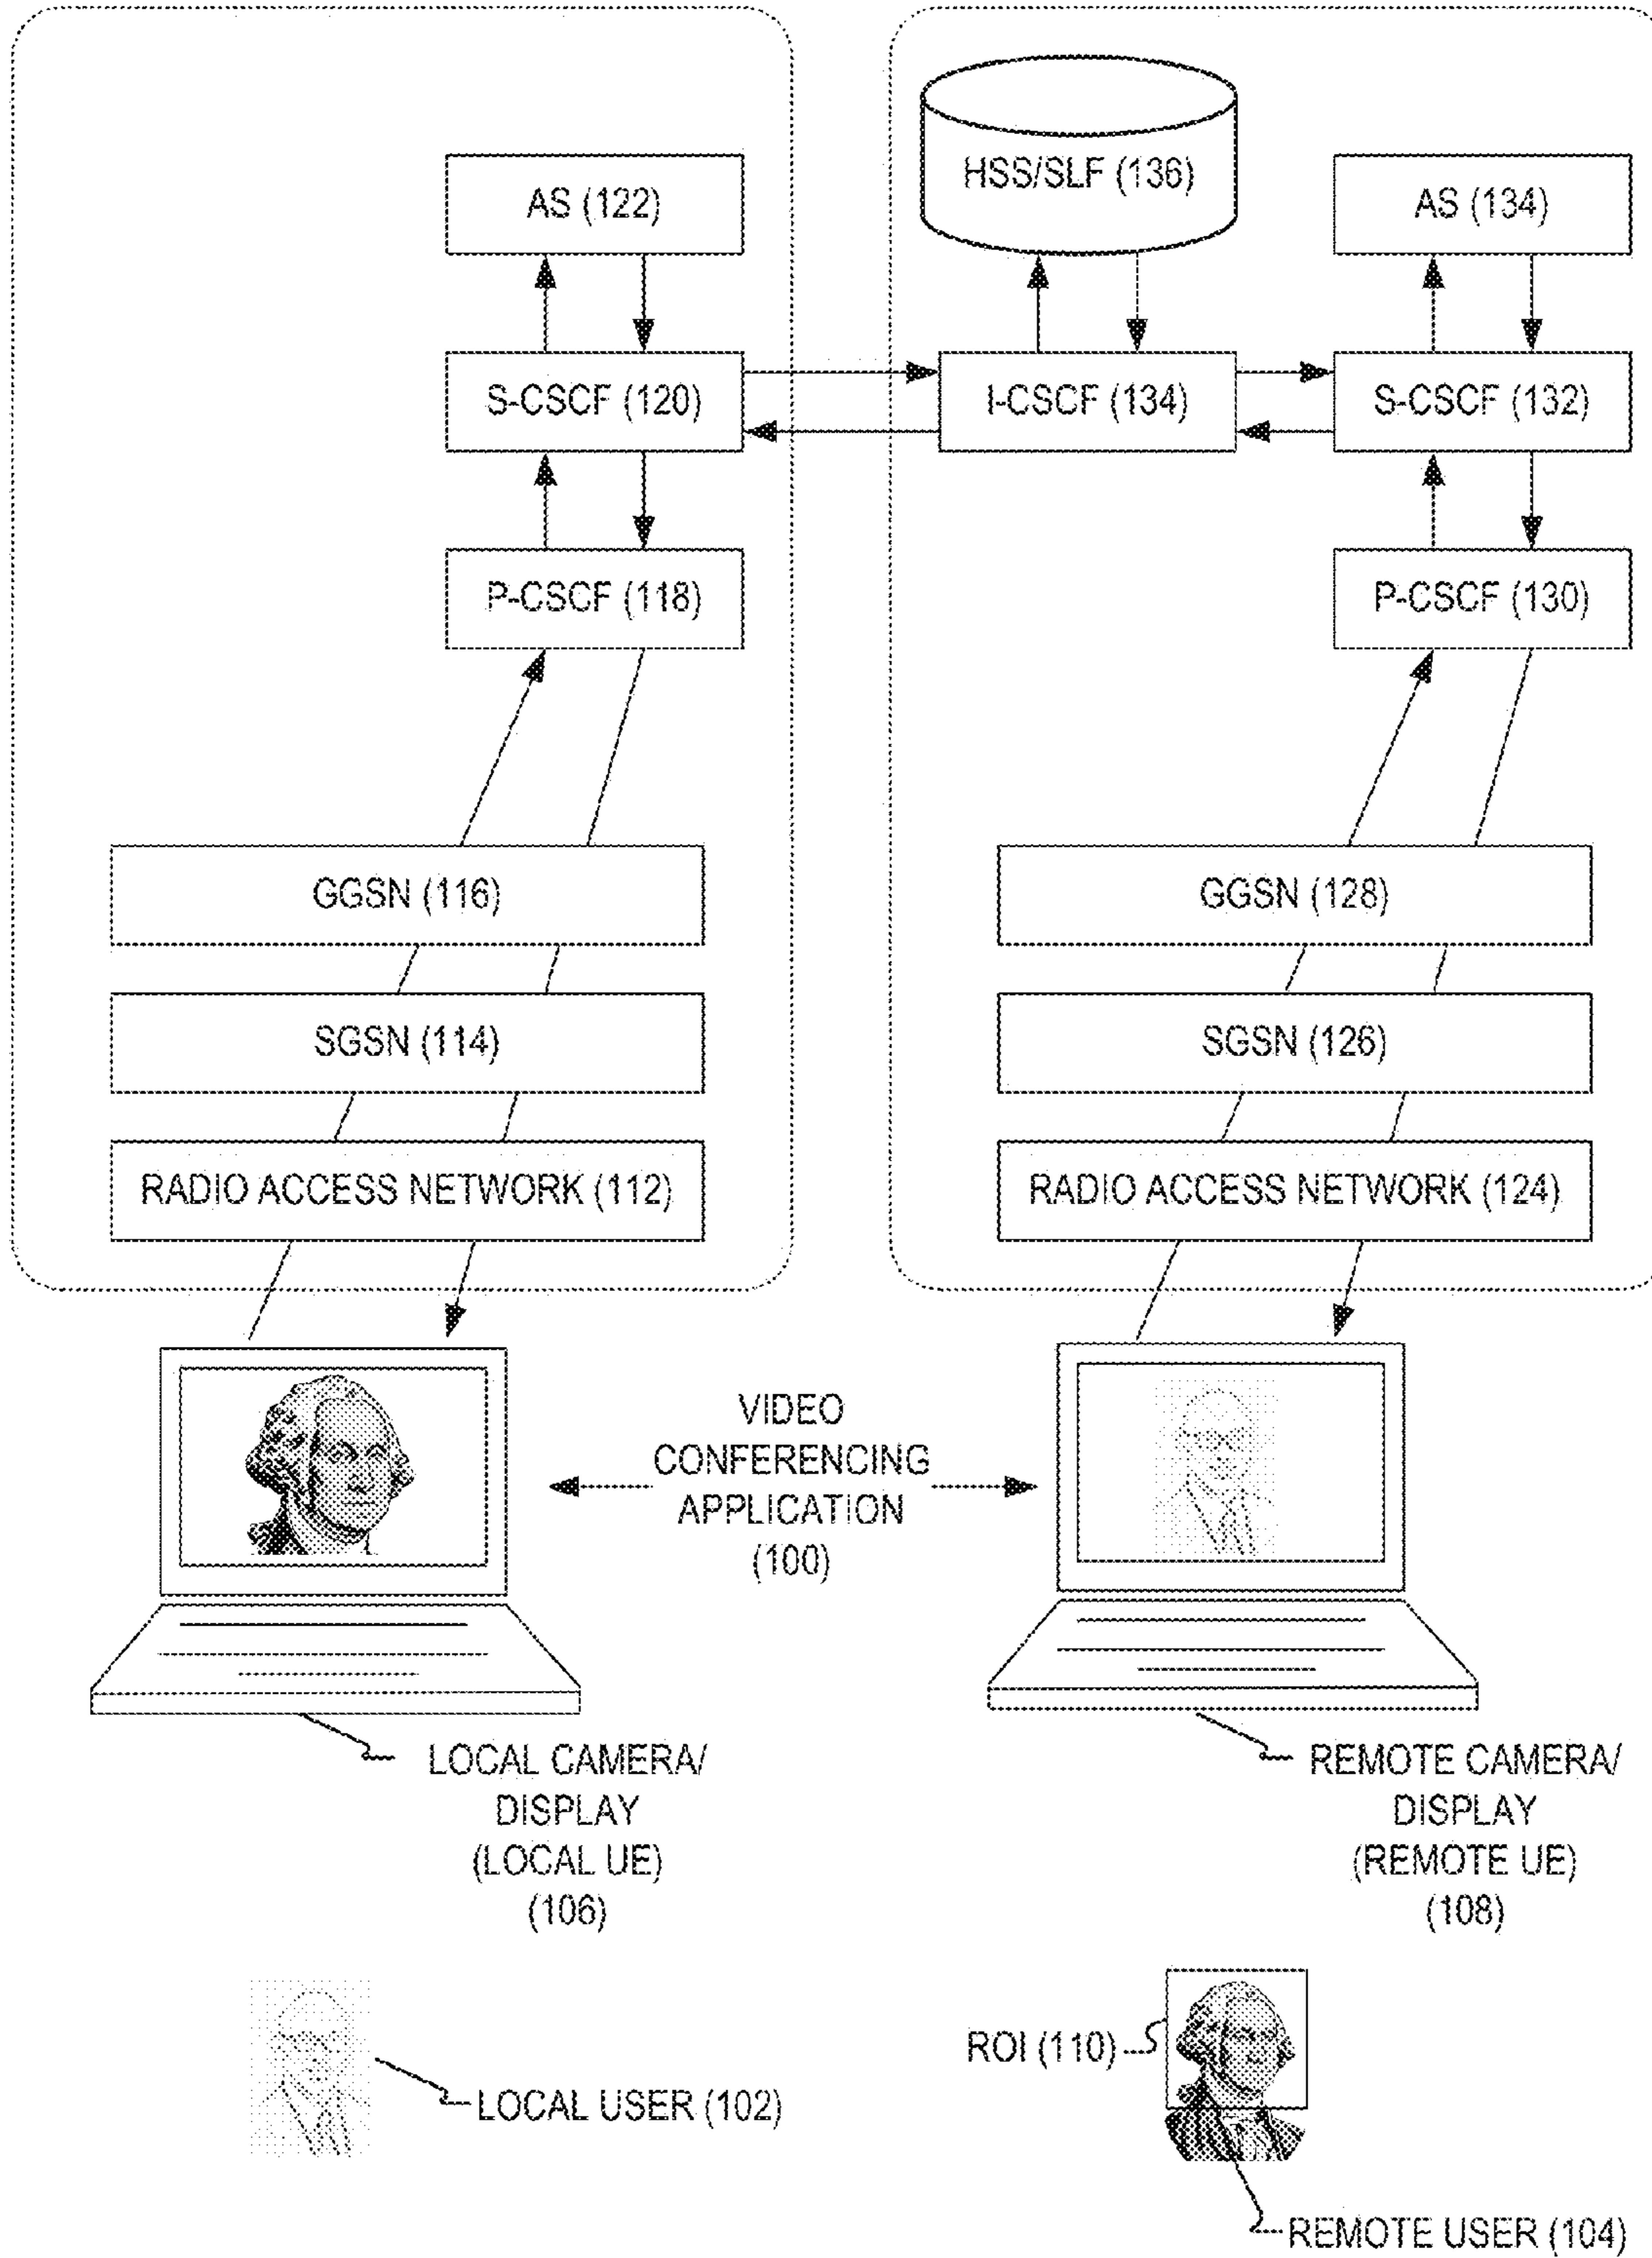 HSS/SLF (136)
AS (122)
AS (134)
S-CSCF (120)
I-CSCF (134)
S-CSCF (132)
P-CSCF (118)
P-CSCF (130)
GGSN (116)
GGSN (128)
SGSN (114)
SGSN (126)
RADIO ACCESS NETWORK (112)
RADIO ACCESS NETWORK (124)
VIDEO
CONFERENCING
APPLICATION
(100)
LOCAL CAMERA/
DISPLAY
(LOCAL UE)
(106)
REMOTE CAMERA/
DISPLAY
(REMOTE UE)
(108)
ROI (110)
LOCAL USER (102)
REMOTE USER (104)